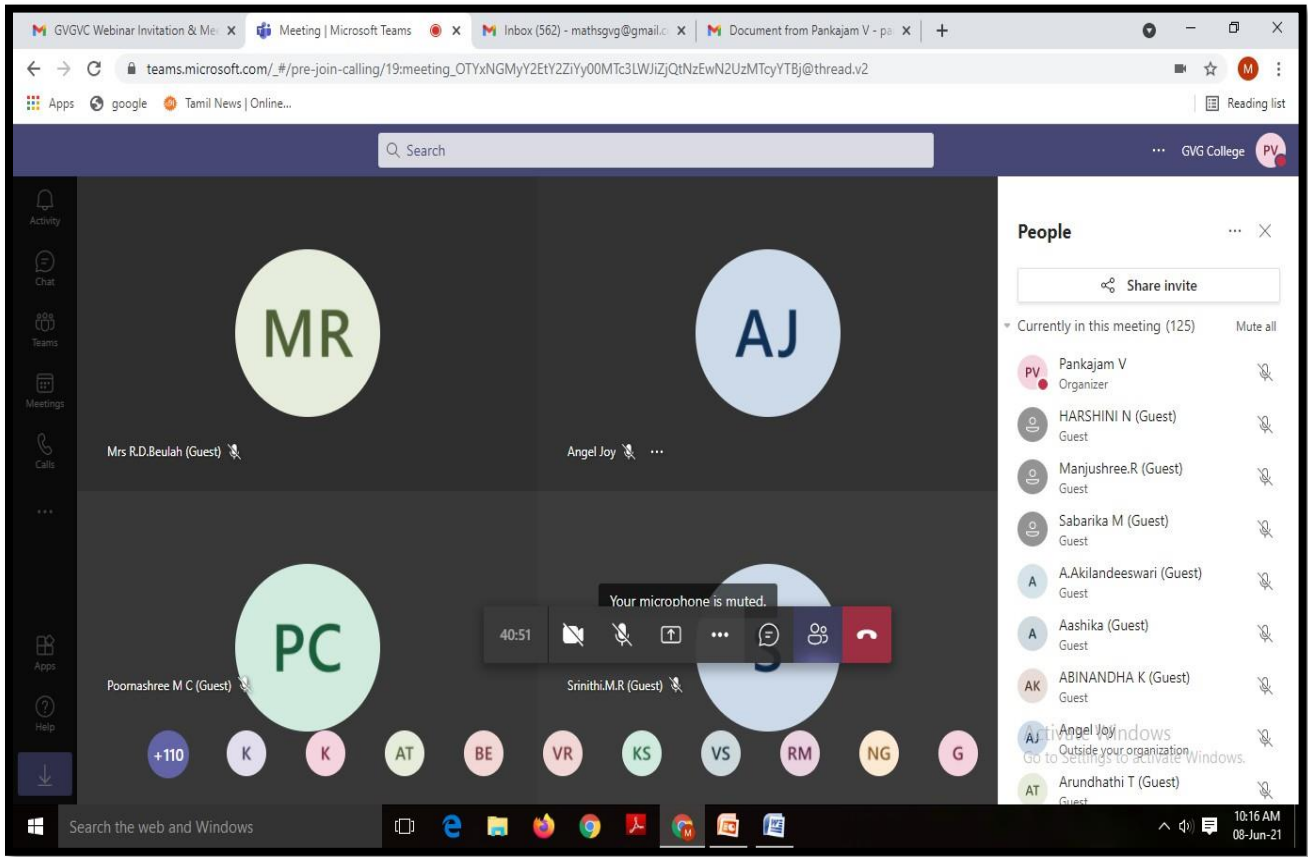 GVGVC Webinar Invitation & Me
Meeting | Microsoft Teams
Inbox (562) - mathsgvg@gmail.c
Document from Pankajam V - pa
teams.microsoft.com/_#/pre-join-calling/19:meeting_OTYxNGMyY2EtY2ZiYy00MTc3LWJiZjQtNzEwN2UzMTcyYTBj@thread.v2
M
Apps
google
Tamil News | Online...
Reading list
Search
GVG College
PV
Activity
Chat
Teams
Meetings
Calls
Apps
Help
MR
Mrs R.D.Beulah (Guest)
AJ
Angel Joy
PC
Poornashree M C (Guest)
S
Srinithi.M.R (Guest)
Your microphone is muted.
40:51
+110
K
K
AT
BE
VR
KS
VS
RM
NG
G
People
Share invite
Currently in this meeting (125)
Mute all
PV
Pankajam V
Organizer
HARSHINI N (Guest)
Guest
Manjushree.R (Guest)
Guest
Sabarika M (Guest)
Guest
A
A.Akilandeeswari (Guest)
Guest
A
Aashika (Guest)
Guest
AK
ABINANDHA K (Guest)
Guest
AJ
Angel Joy
Outside your organization
AT
Arundhathi T (Guest)
Guest
Activate Windows
Go to Settings to activate Windows.
Search the web and Windows
10:16 AM
08-Jun-21